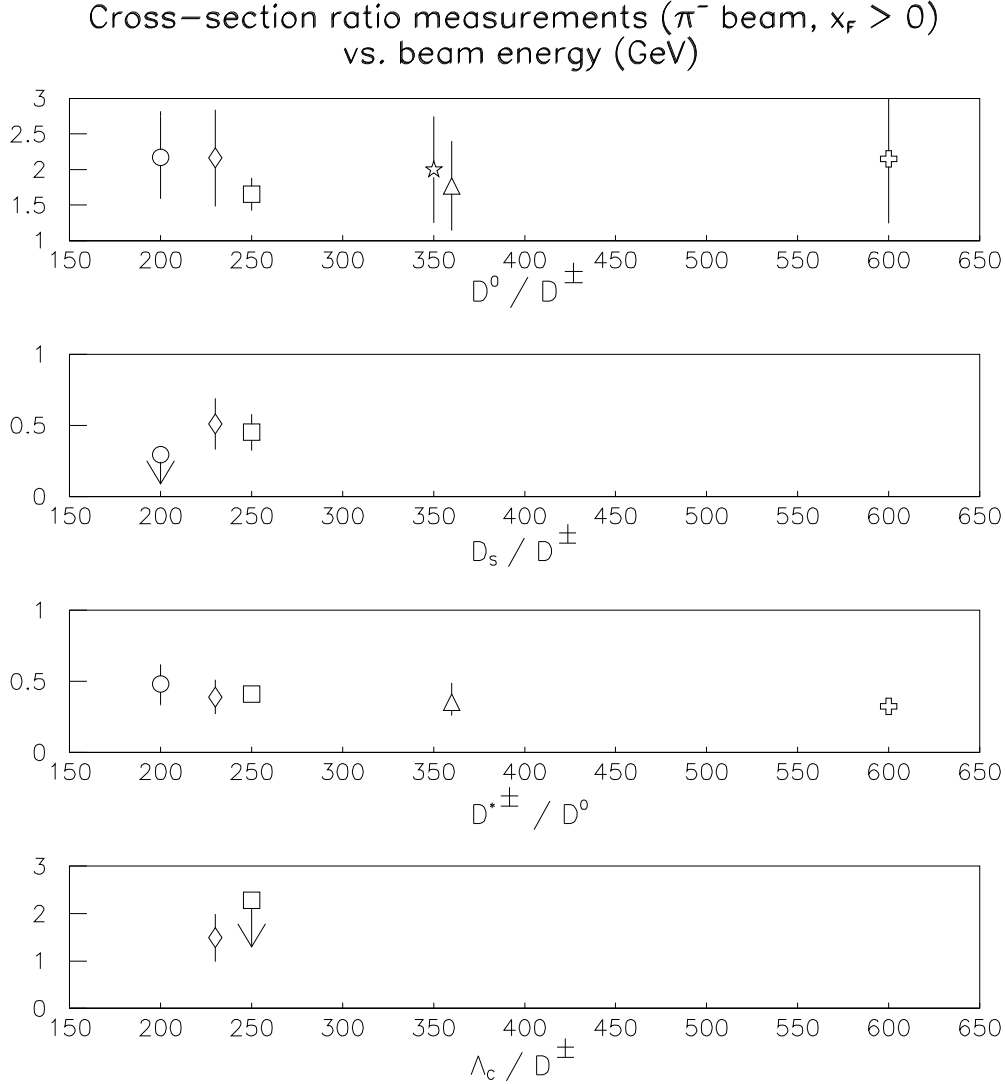 Cross-section ratio measurements (π⁻ beam, x_F > 0)
vs. beam energy (GeV)
3
2.5
2
1.5
1
150 200 250 300 350 400 450 500 550 600 650
D⁰ / D±
1
0.5
0
150 200 250 300 350 400 450 500 550 600 650
D_s / D±
1
0.5
0
150 200 250 300 350 400 450 500 550 600 650
D*± / D⁰
3
2
1
0
150 200 250 300 350 400 450 500 550 600 650
Λ_c / D±